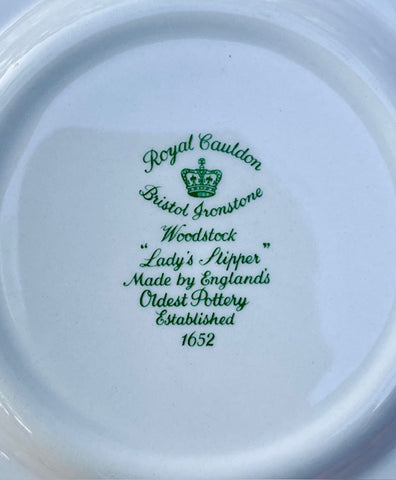 Royal Cauldon
Bristol Ironstone
Woodstock
"Lady's Slipper"
Made by England's
Oldest Pottery
Established
1652